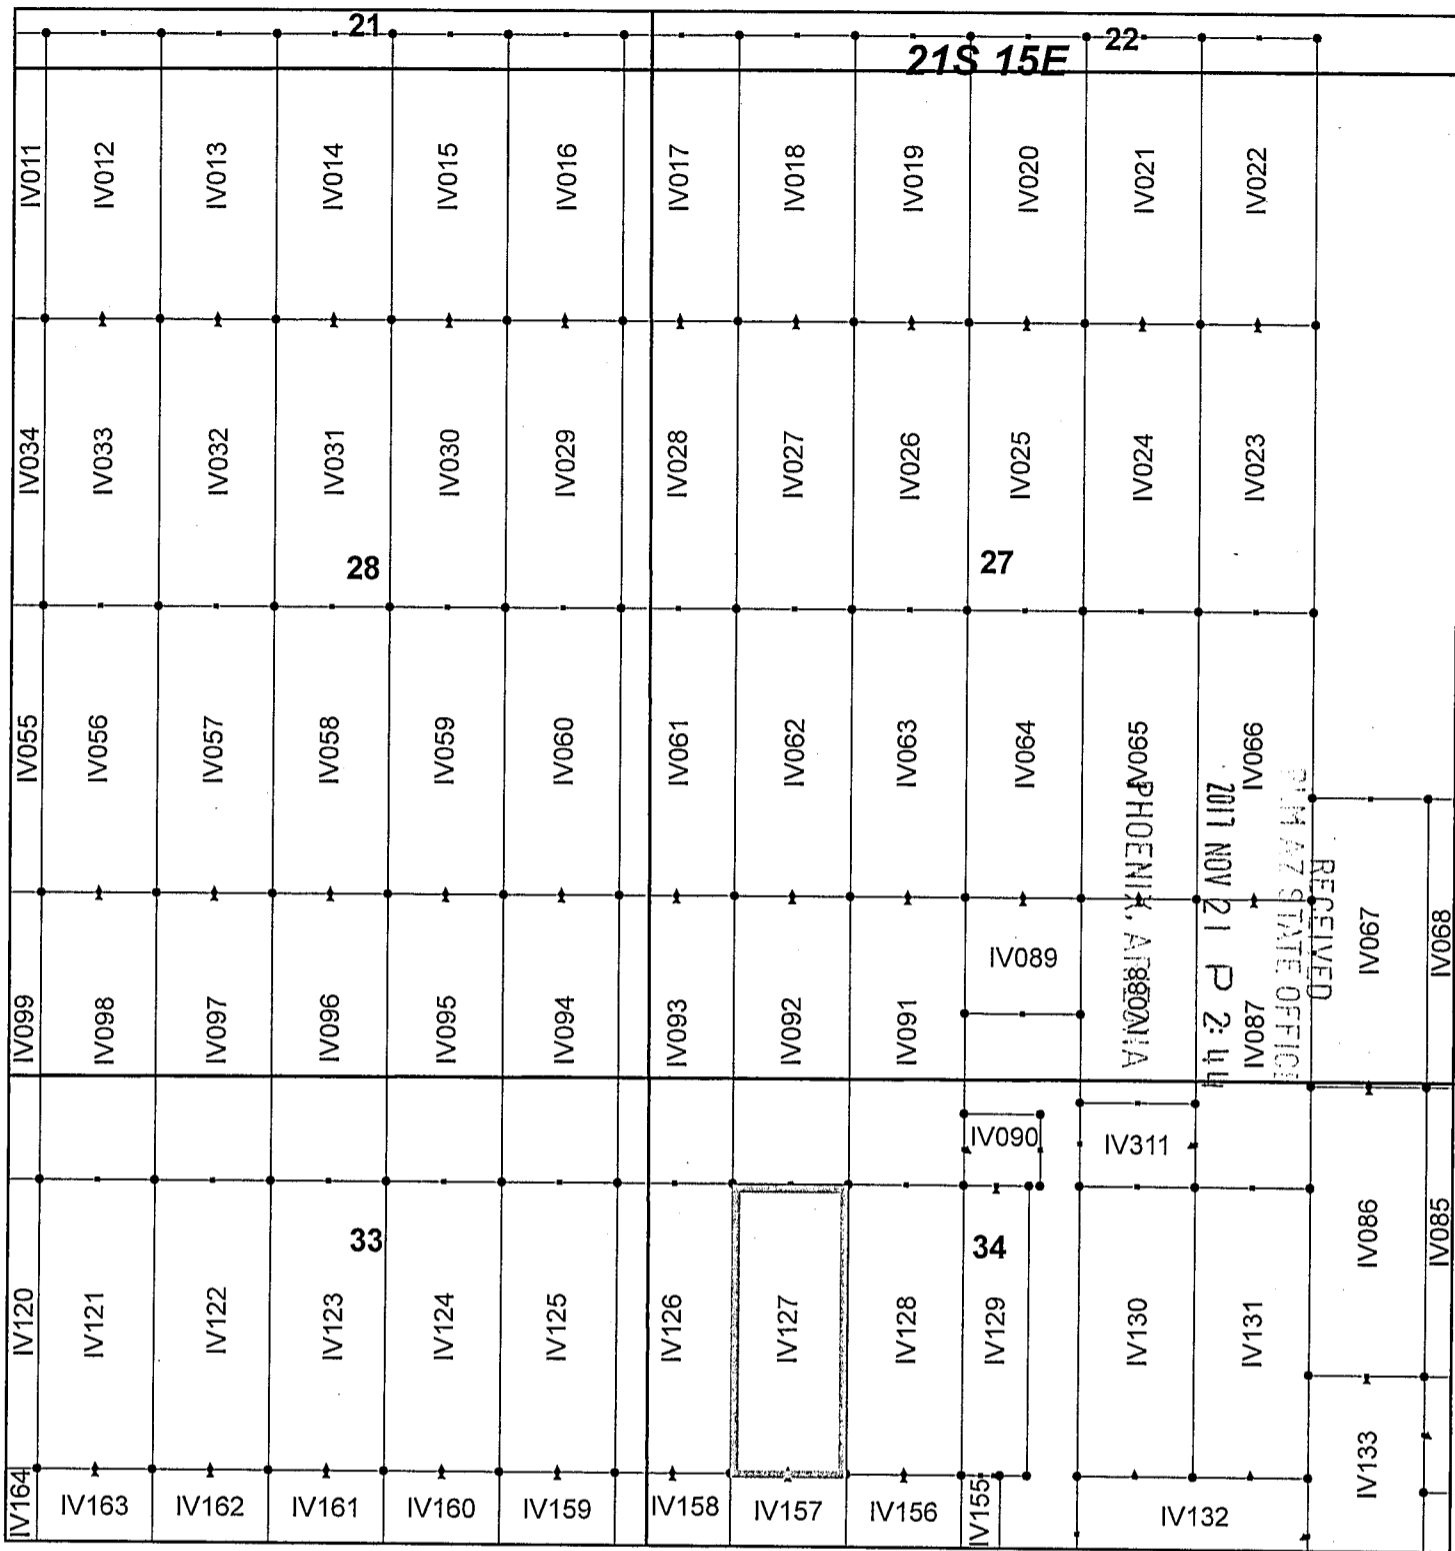 21
22
21S 15E
IV011 IV012 IV013 IV014 IV015 IV016 IV017 IV018 IV019 IV020 IV021 IV022
IV034 IV033 IV032 IV031 IV030 IV029 IV028 IV027 IV026 IV025 IV024 IV023
28
27
IV055 IV056 IV057 IV058 IV059 IV060 IV061 IV062 IV063 IV064 IV065 IV066
RECEIVED
STATE OFFICE
2017 NOV 21 P 2:44
PHOENIX,
IV067 IV068
IV089
IV099 IV098 IV097 IV096 IV095 IV094 IV093 IV092 IV091 IV087
IV090
IV311
33
34
IV086 IV085
IV120 IV121 IV122 IV123 IV124 IV125 IV126 IV127 IV128 IV129 IV130 IV131
IV133
IV164 IV163 IV162 IV161 IV160 IV159 IV158 IV157 IV156 IV155 IV132